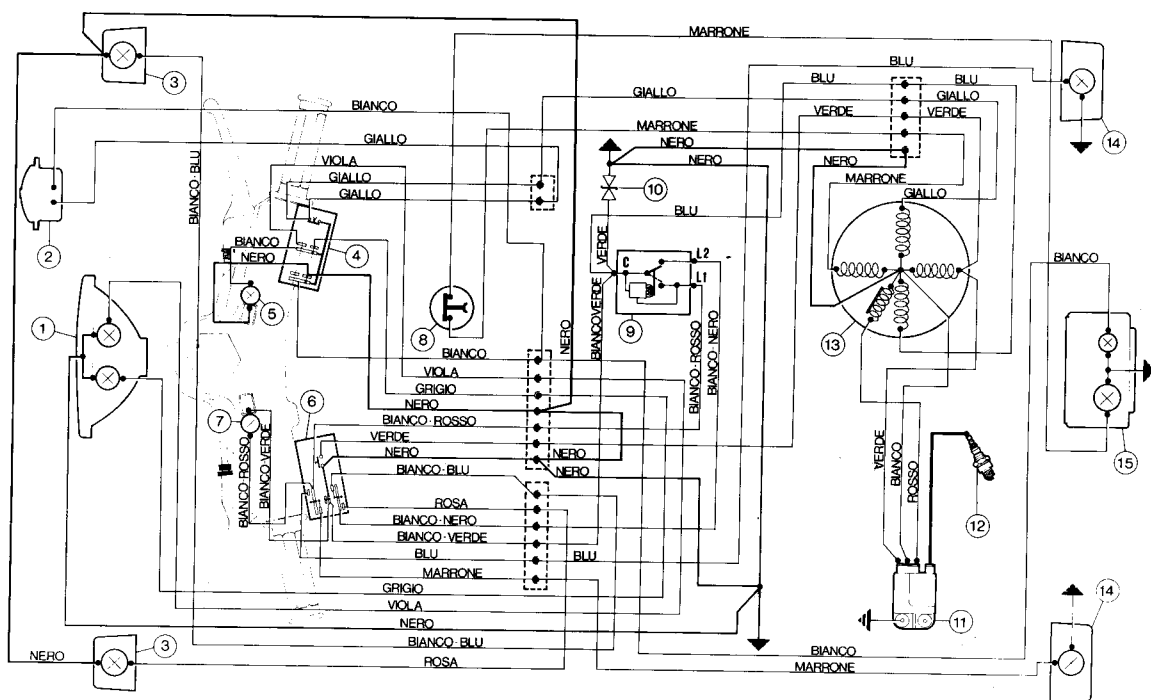 MARRONE
BLU
BLU
BLU
3
14
BIANCO
GIALLO
GIALLO
VERDE
VERDE
MARRONE
GIALLO
NERO
VIOLA
NERO
NERO
GIALLO
MARRONE
GIALLO
10
GIALLO
2
BIANCO·BLU
BLU
BIANCO
4
VERDE
C
L2
L1
BIANCO
NERO
5
1
8
9
13
NERO
BIANCOVERDE
BIANCO·ROSSO
BIANCO·NERO
BIANCO
VIOLA
GRIGIO
NERO
7
6
BIANCO·ROSSO
VERDE
NERO
NERO
NERO
BIANCO·ROSSO
BIANCO·VERDE
BIANCO·BLU
ROSA
BIANCO·NERO
BIANCO·VERDE
BLU
BLU
MARRONE
VERDE
BIANCO
ROSSO
12
15
GRIGIO
VIOLA
NERO
11
14
BIANCO·BLU
BIANCO
NERO
3
ROSA
MARRONE